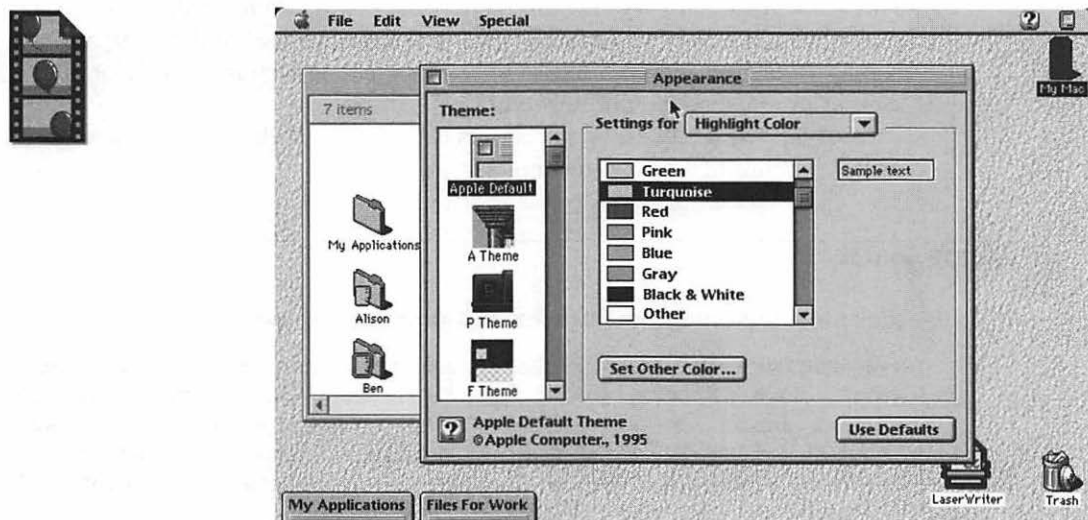 File Edit View Special
My Mac
7 items
My Applications
Alison
Ben
Appearance
Theme:
Apple Default
A Theme
P Theme
F Theme
Settings for Highlight Color
Green
Turquoise
Red
Pink
Blue
Gray
Black & White
Other
Sample text
Set Other Color...
Apple Default Theme
©Apple Computer., 1995
Use Defaults
LaserWriter
Trash
My Applications
Files For Work